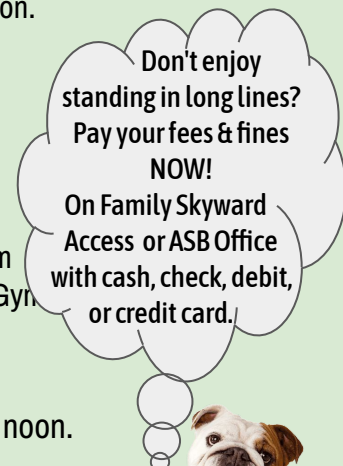 on.
Don't enjoy
standing in long lines?
Pay your fees & fines
NOW!
On Family Skyward
Access or ASB Office
with cash, check, debit,
or credit card.
noon.